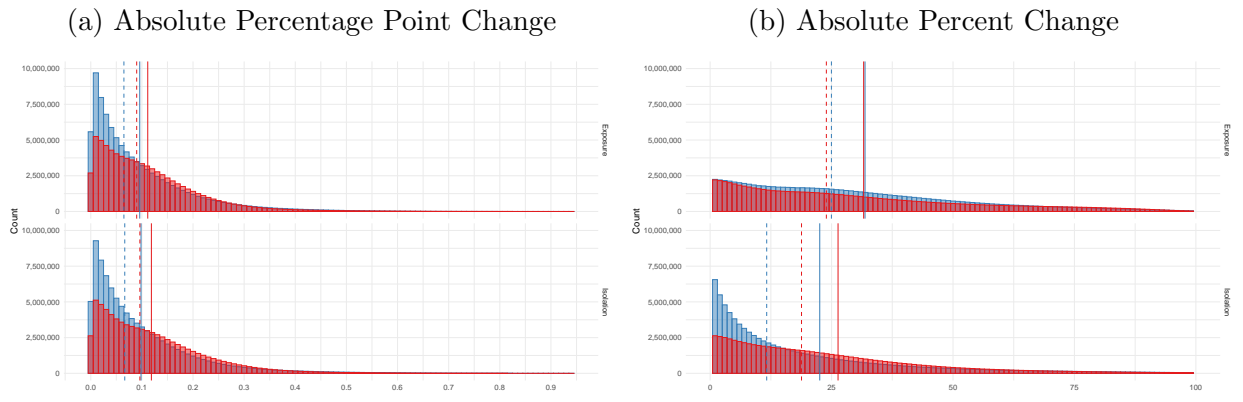 (a) Absolute Percentage Point Change
10,000,000
7,500,000
5,000,000
2,500,000
0
Exposure
10,000,000
7,500,000
5,000,000
2,500,000
0
Isolation
Count
0.0 0.1 0.2 0.3 0.4 0.5 0.6 0.7 0.8 0.9
(b) Absolute Percent Change
10,000,000
7,500,000
5,000,000
2,500,000
0
Exposure
10,000,000
7,500,000
5,000,000
2,500,000
0
Isolation
Count
0 25 50 75 100